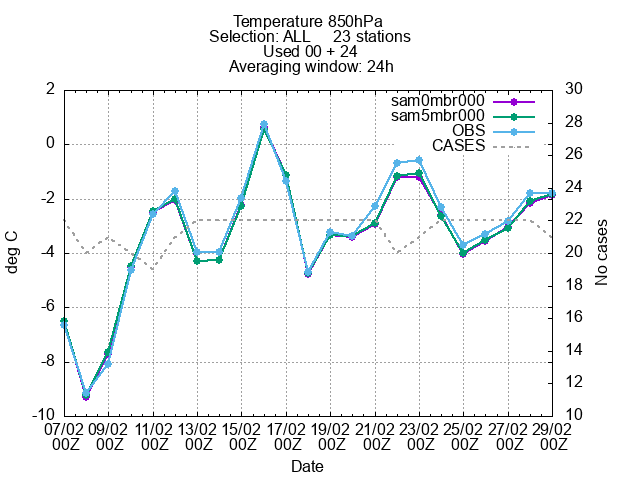 Temperature 850hPa
Selection: ALL 23 stations
Used 00 + 24
Averaging window: 24h
sam0mbr000
sam5mbr000
OBS
CASES
deg C
2
0
-2
-4
-6
-8
-10
No cases
30
28
26
24
22
20
18
16
14
12
10
07/02 09/02 11/02 13/02 15/02 17/02 19/02 21/02 23/02 25/02 27/02 29/02
00Z 00Z 00Z 00Z 00Z 00Z 00Z 00Z 00Z 00Z 00Z 00Z
Date